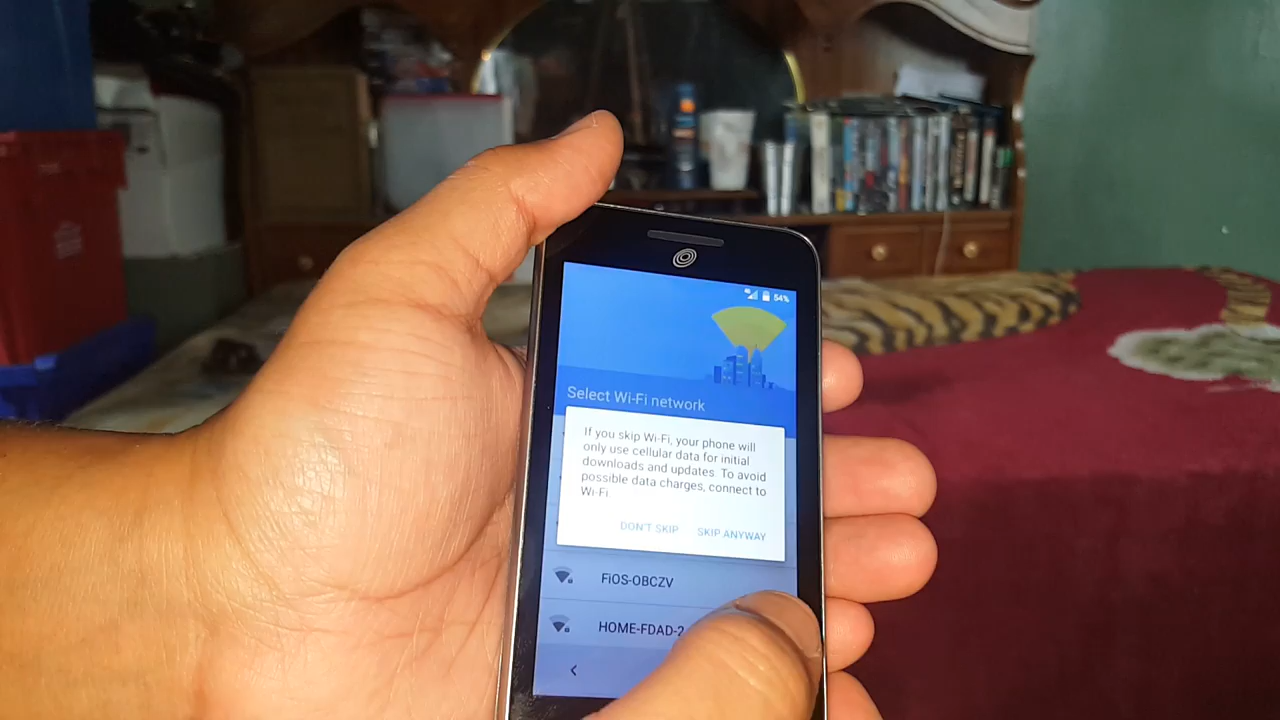 54%
Select Wi-Fi network
If you skip Wi-Fi, your phone will
only use cellular data for initial
downloads and updates. To avoid
possible data charges, connect to
Wi-Fi.
DON'T SKIP SKIP ANYWAY
FiOS-OBCZV
HOME-FDAD-2